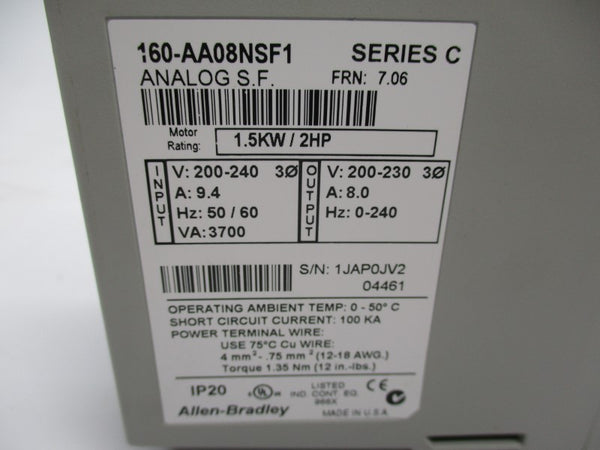 160-AA08NSF1 SERIES C
ANALOG S.F. FRN: 7.06
Motor Rating: 1.5KW / 2HP
INPUT
V: 200-240 3Ø
A: 9.4
Hz: 50 / 60
VA: 3700
OUTPUT
V: 200-230 3Ø
A: 8.0
Hz: 0-240
S/N: 1JAP0JV2
04461
OPERATING AMBIENT TEMP: 0 - 50° C
SHORT CIRCUIT CURRENT: 100 KA
POWER TERMINAL WIRE:
USE 75°C Cu WIRE:
4 mm² - .75 mm² (12-18 AWG.)
Torque 1.35 Nm (12 in.-lbs.)
IP20
c UL US
LISTED
IND. CONT. EQ.
966X
CE
Allen-Bradley MADE IN U.S.A.